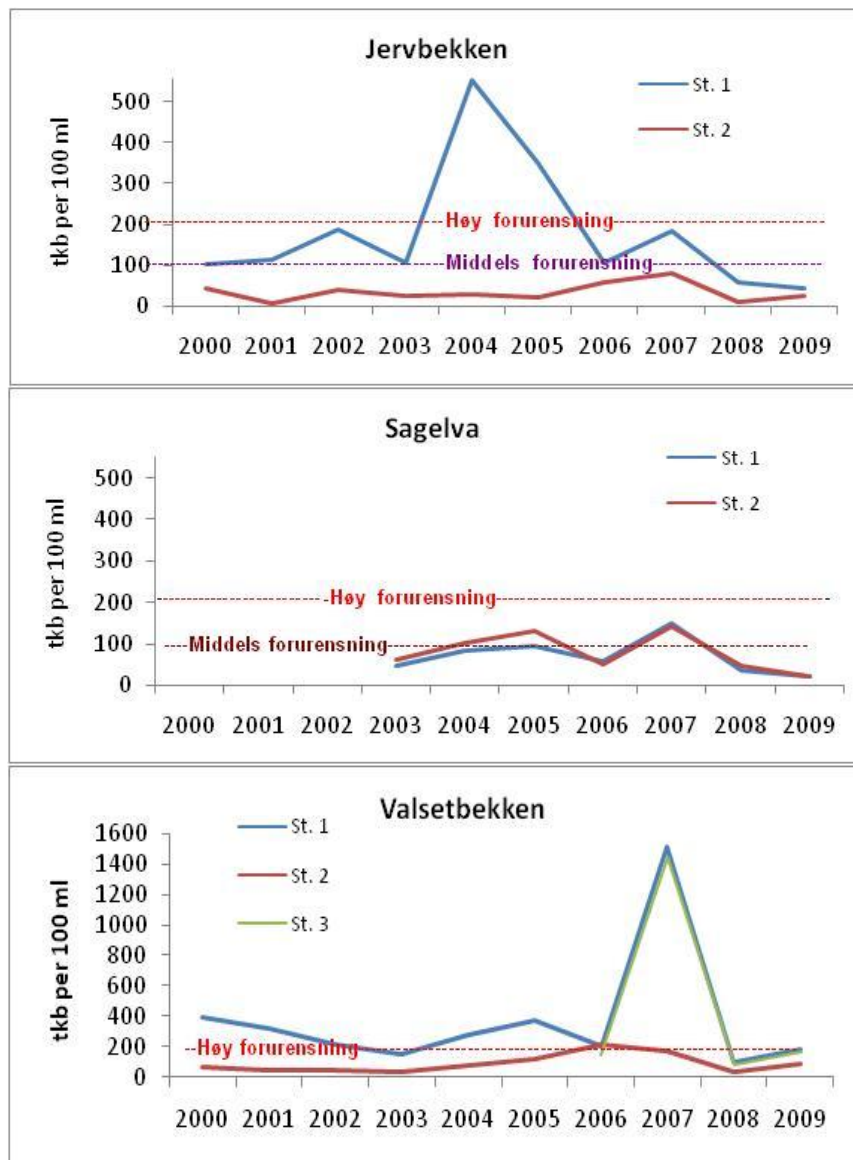 Jervbekken
St. 1
St. 2
tkb per 100 ml
500
400
300
200
100
0
Høy forurensning
Middels forurensning
2000 2001 2002 2003 2004 2005 2006 2007 2008 2009
Sagelva
St. 1
St. 2
tkb per 100 ml
500
400
300
200
100
0
Høy forurensning
Middels forurensning
2000 2001 2002 2003 2004 2005 2006 2007 2008 2009
Valsetbekken
St. 1
St. 2
St. 3
tkb per 100 ml
1600
1400
1200
1000
800
600
400
200
0
Høy forurensning
2000 2001 2002 2003 2004 2005 2006 2007 2008 2009